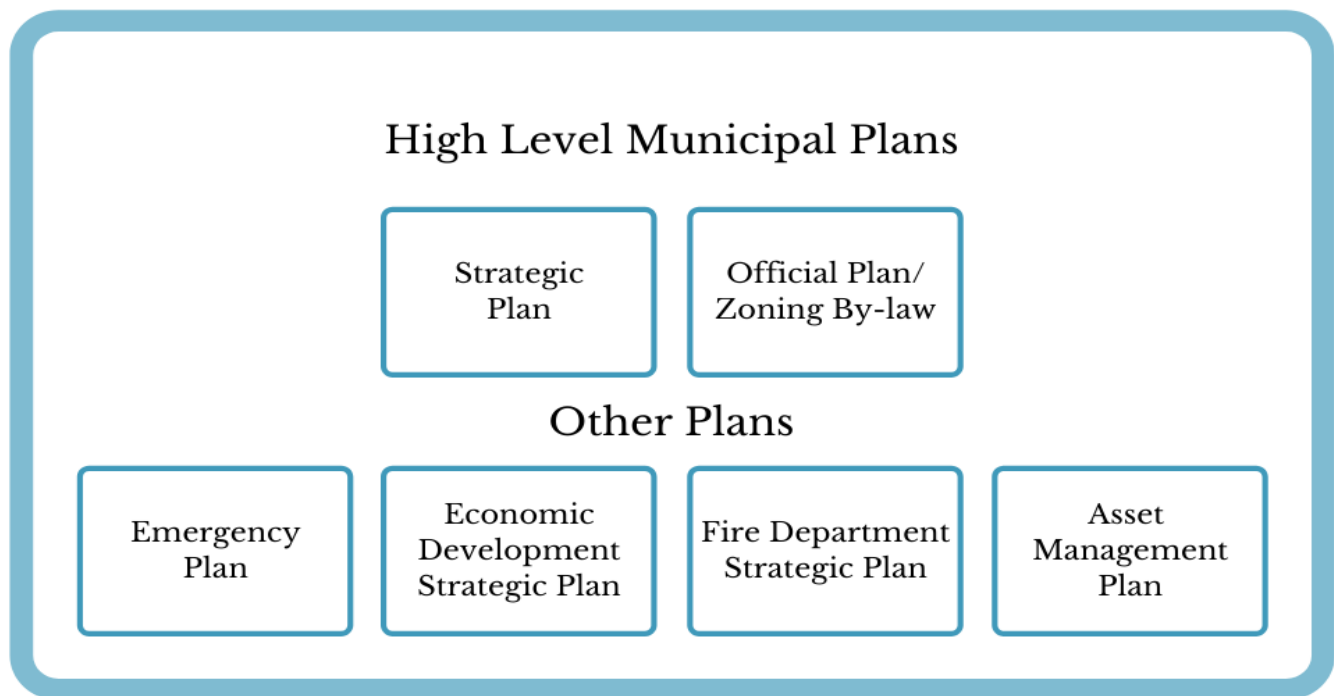 High Level Municipal Plans
Strategic
Plan
Official Plan/
Zoning By-law
Other Plans
Emergency
Plan
Economic
Development
Strategic Plan
Fire Department
Strategic Plan
Asset
Management
Plan